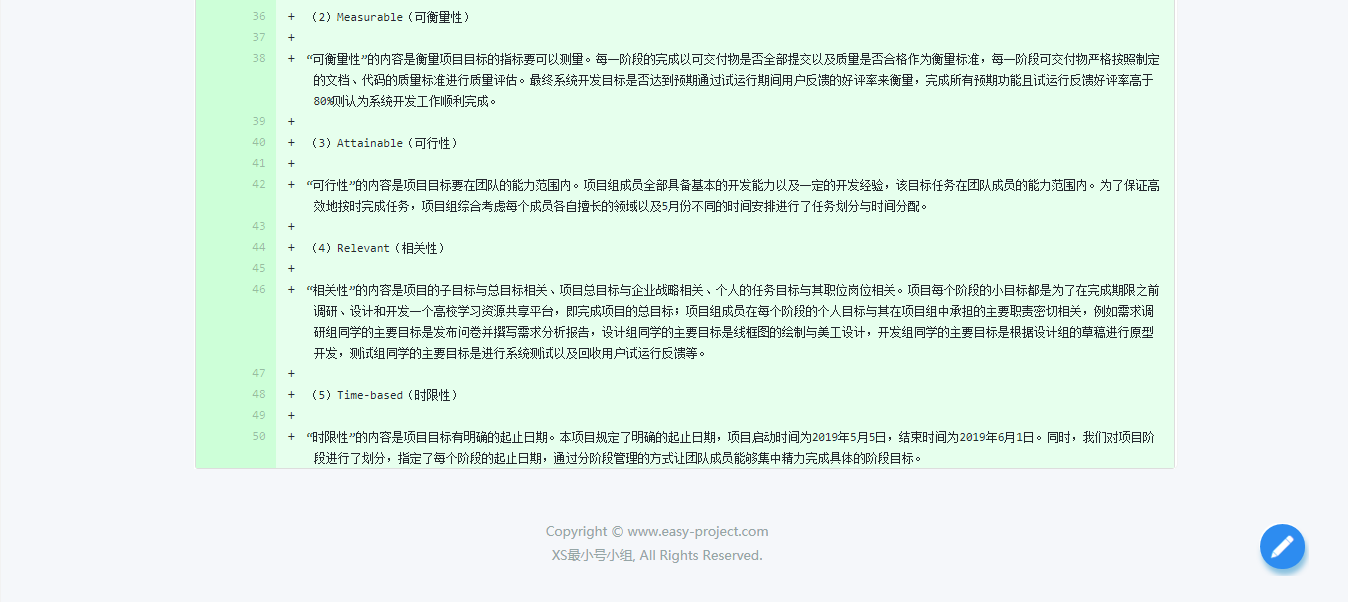 36 + （2）Measurable（可衡量性）
37 +
38 + “可衡量性”的内容是衡量项目目标的指标要可以测量。每一阶段的完成以可交付物是否全部提交以及质量是否合格作为衡量标准，每一阶段可交付物严格按照制定
的文档、代码的质量标准进行质量评估。最终系统开发目标是否达到预期通过试运行期间用户反馈的好评率来衡量，完成所有预期功能且试运行反馈好评率高于
80%则认为系统开发工作顺利完成。
39 +
40 + （3）Attainable（可行性）
41 +
42 + “可行性”的内容是项目目标要在团队的能力范围内。项目组成员全部具备基本的开发能力以及一定的开发经验，该目标任务在团队成员的能力范围内。为了保证高
效地按时完成任务，项目组综合考虑每个成员各自擅长的领域以及5月份不同的时间安排进行了任务划分与时间分配。
43 +
44 + （4）Relevant（相关性）
45 +
46 + “相关性”的内容是项目的子目标与总目标相关、项目总目标与企业战略相关、个人的任务目标与其职位岗位相关。项目每个阶段的小目标都是为了在完成期限之前
调研、设计和开发一个高校学习资源共享平台，即完成项目的总目标；项目组成员在每个阶段的个人目标与其在项目组中承担的主要职责密切相关，例如需求调
研组同学的主要目标是发布问卷并撰写需求分析报告，设计组同学的主要目标是线框图的绘制与美工设计，开发组同学的主要目标是根据设计组的草稿进行原型
开发，测试组同学的主要目标是进行系统测试以及回收用户试运行反馈等。
47 +
48 + （5）Time-based（时限性）
49 +
50 + “时限性”的内容是项目目标有明确的起止日期。本项目规定了明确的起止日期，项目启动时间为2019年5月5日，结束时间为2019年6月1日。同时，我们对项目阶
段进行了划分，指定了每个阶段的起止日期，通过分阶段管理的方式让团队成员能够集中精力完成具体的阶段目标。
Copyright © www.easy-project.com
XS最小号小组, All Rights Reserved.